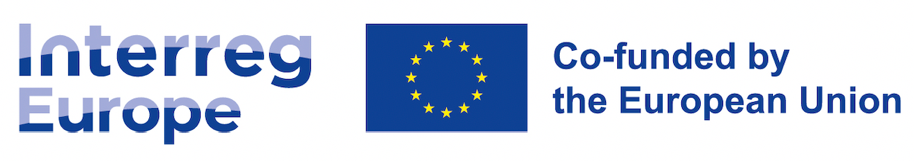 Interreg
Europe
Co-funded by
the European Union